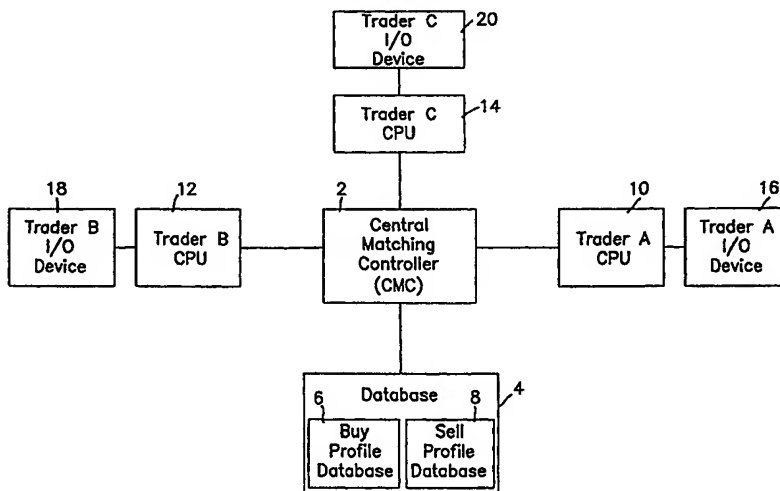 Trader C
I/O
Device
20
Trader C
CPU
14
18
Trader B
I/O
Device
12
Trader B
CPU
2
Central
Matching
Controller
(CMC)
10
Trader A
CPU
16
Trader A
I/O
Device
Database
4
6
Buy
Profile
Database
8
Sell
Profile
Database